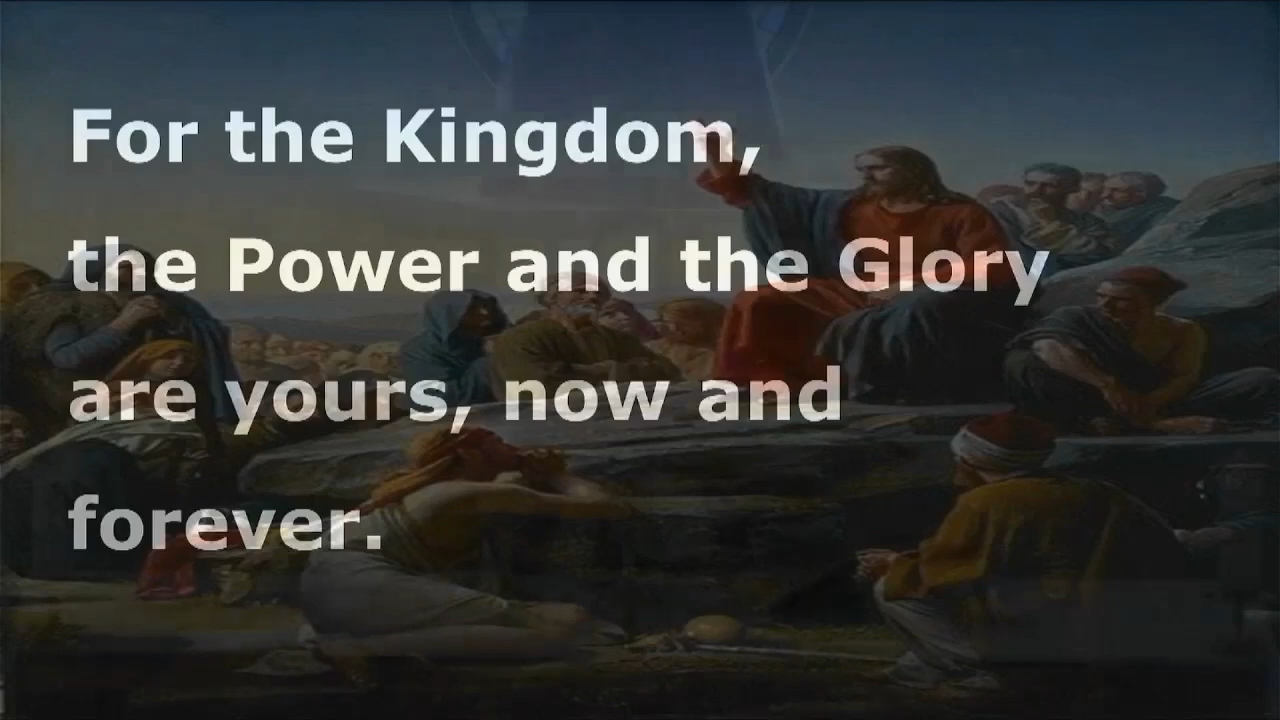 For the Kingdom,
the Power and the Glory
are yours, now and
forever.